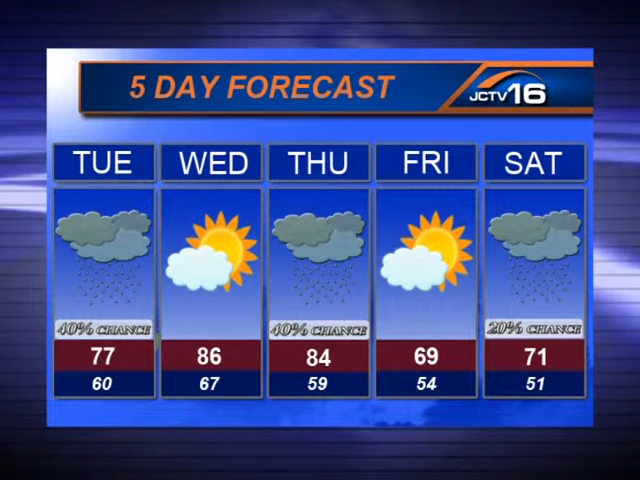 5 DAY FORECAST
JCTV16
TUE WED THU FRI SAT
40% CHANCE 40% CHANCE 20% CHANCE
77 86 84 69 71
60 67 59 54 51